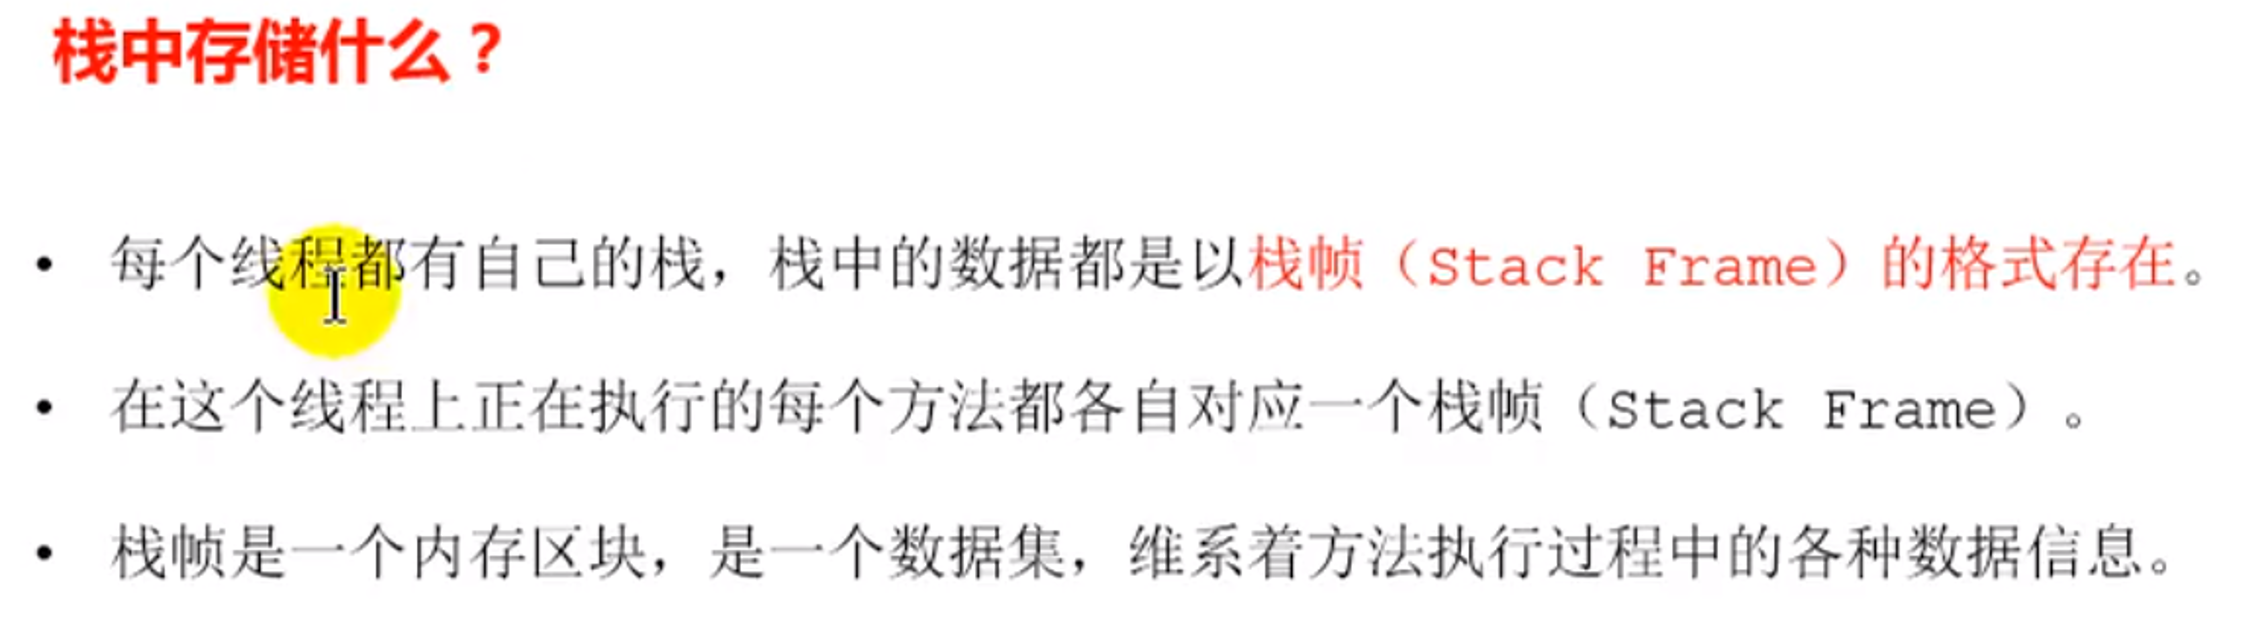 栈中存储什么？
• 每个线程都有自己的栈，栈中的数据都是以栈帧（Stack Frame）的格式存在。
• 在这个线程上正在执行的每个方法都各自对应一个栈帧（Stack Frame）。
• 栈帧是一个内存区块，是一个数据集，维系着方法执行过程中的各种数据信息。